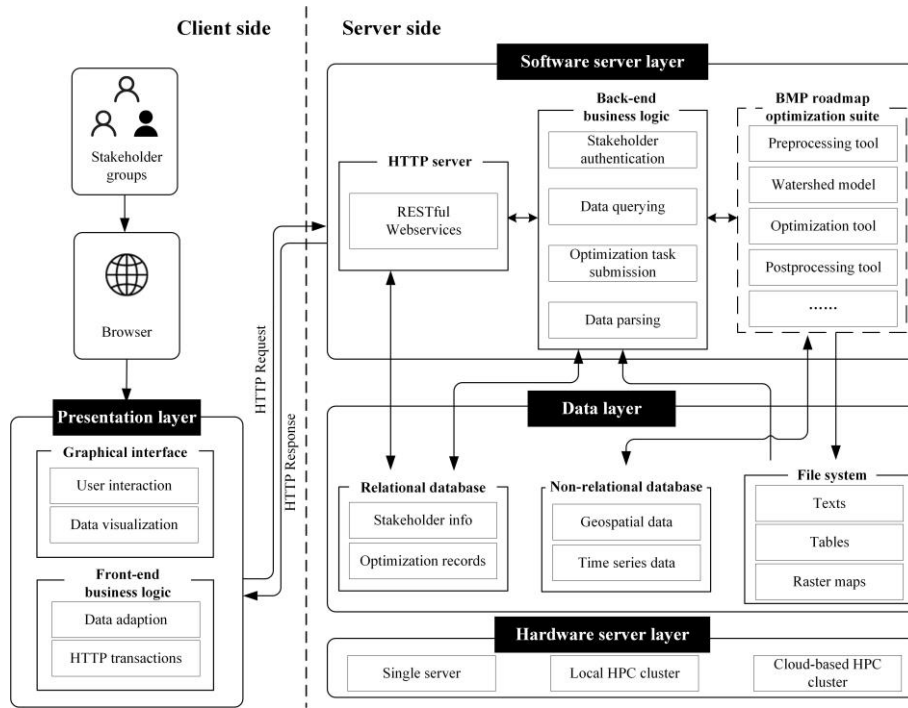 Client side
Server side
Stakeholder
groups
Browser
Presentation layer
Graphical interface
User interaction
Data visualization
Front-end
business logic
Data adaption
HTTP transactions
HTTP Request
HTTP Response
Software server layer
HTTP server
RESTful
Webservices
Back-end
business logic
Stakeholder
authentication
Data querying
Optimization task
submission
Data parsing
BMP roadmap
optimization suite
Preprocessing tool
Watershed model
Optimization tool
Postprocessing tool
......
Data layer
Relational database
Stakeholder info
Optimization records
Non-relational database
Geospatial data
Time series data
File system
Texts
Tables
Raster maps
Hardware server layer
Single server
Local HPC cluster
Cloud-based HPC
cluster